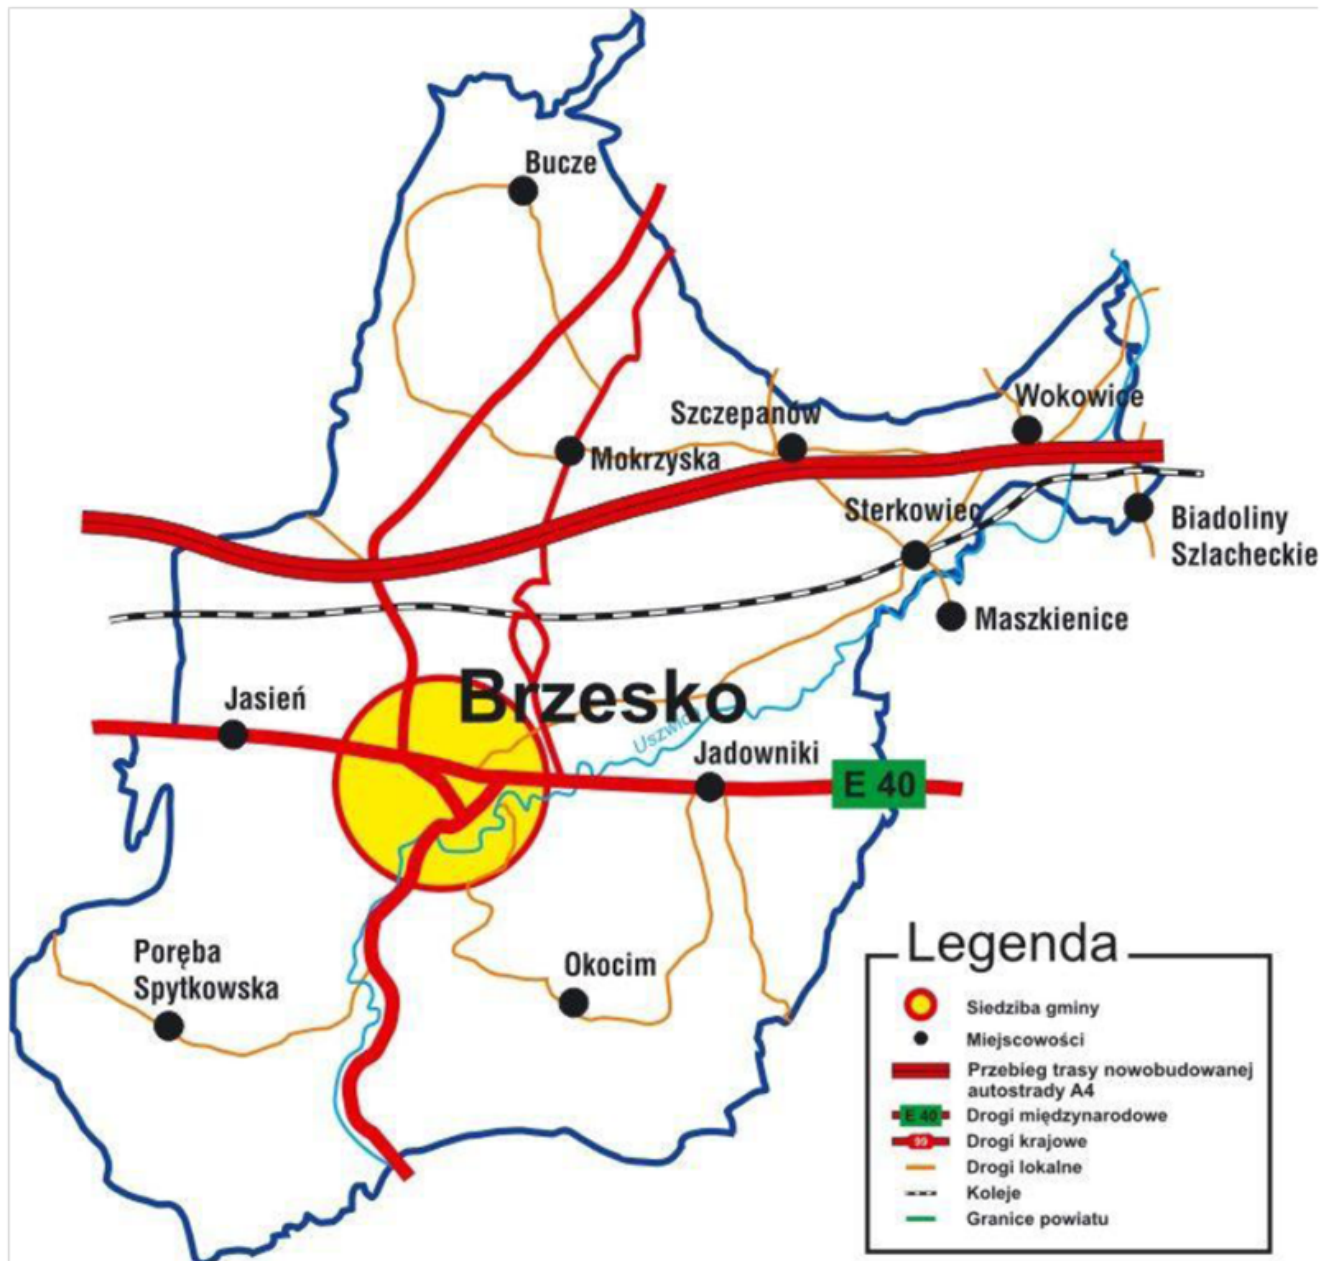 Bucze
Szczepanów
Wokowice
Mokrzyska
Sterkowiec
Biadoliny
Szlacheckie
Maszkienice
Jasień
Brzesko
Uszwica
Jadowniki
E 40
Poręba
Spytkowska
Okocim
Legenda
Siedziba gminy
Miejscowości
Przebieg trasy nowobudowanej
autostrady A4
E 40 Drogi międzynarodowe
99 Drogi krajowe
Drogi lokalne
Koleje
Granice powiatu